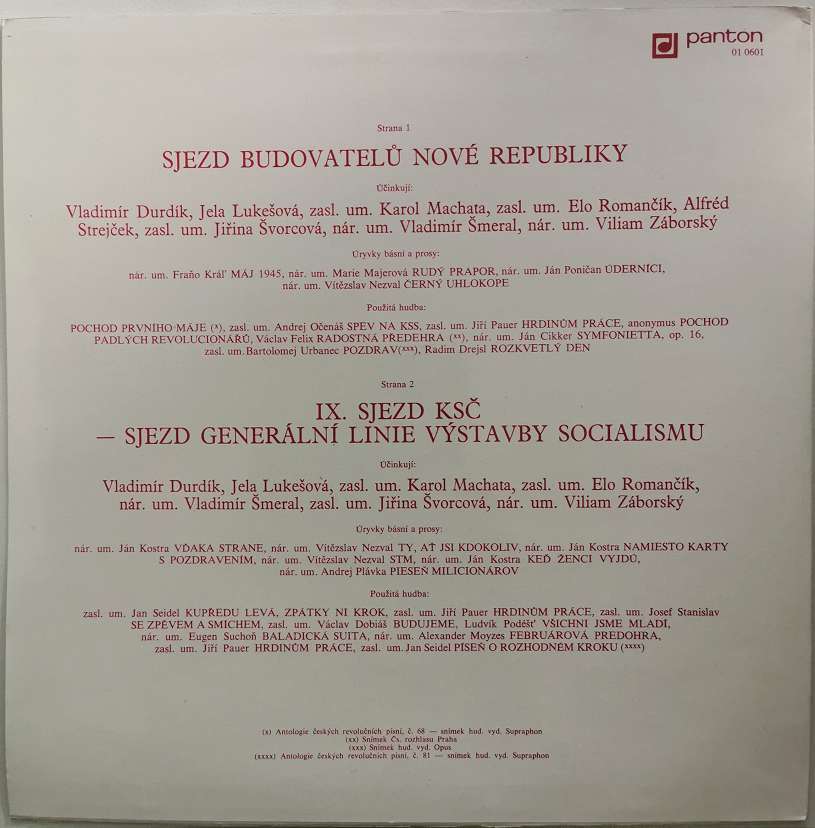 panton
01 0601
Strana 1
SJEZD BUDOVATELŮ NOVÉ REPUBLIKY
Účinkují:
Vladimír Durdík, Jela Lukešová, zasl. um. Karol Machata, zasl. um. Elo Romančík, Alfréd
Strejček, zasl. um. Jiřina Švorcová, nár. um. Vladimír Šmeral, nár. um. Viliam Záborský
Úryvky básní a prosy:
nár. um. Fraňo Kráľ MÁJ 1945, nár. um. Marie Majerová RUDÝ PRAPOR, nár. um. Ján Poničan ÚDERNÍCI,
nár. um. Vítězslav Nezval ČERNÝ UHLOKOPE
Použitá hudba:
POCHOD PRVNÍHO MÁJE (x), zasl. um. Andrej Očenáš SPEV NA KSS, zasl. um. Jiří Pauer HRDINŮM PRÁCE, anonymus POCHOD
PADLÝCH REVOLUCIONÁŘŮ, Václav Felix RADOSTNÁ PŘEDEHRA (xx), nár. um. Ján Cikker SYMFONIETTA, op. 16,
zasl. um. Bartolomej Urbanec POZDRAV(xxx), Radim Drejsl ROZKVETLÝ DEN
Strana 2
IX. SJEZD KSČ
— SJEZD GENERÁLNÍ LINIE VÝSTAVBY SOCIALISMU
Účinkují:
Vladimír Durdík, Jela Lukešová, zasl. um. Karol Machata, zasl. um. Elo Romančík,
nár. um. Vladimír Šmeral, zasl. um. Jiřina Švorcová, nár. um. Viliam Záborský
Úryvky básní a prosy:
nár. um. Ján Kostra VĎAKA STRANE, nár. um. Vítězslav Nezval TY, AŤ JSI KDOKOLIV, nár. um. Ján Kostra NAMIESTO KARTY
S POZDRAVENÍM, nár. um. Vítězslav Nezval STM, nár. um. Ján Kostra KEĎ ŽENCI VYJDÚ,
nár. um. Andrej Plávka PIESEŇ MILICIONÁROV
Použitá hudba:
zasl. um. Jan Seidel KUPŘEDU LEVÁ, ZPÁTKY NI KROK, zasl. um. Jiří Pauer HRDINŮM PRÁCE, zasl. um. Josef Stanislav
SE ZPĚVEM A SMÍCHEM, zasl. um. Václav Dobiáš BUDUJEME, Ludvík Podéšť VŠICHNI JSME MLADÍ,
nár. um. Eugen Suchoň BALADICKÁ SUITA, nár. um. Alexander Moyzes FEBRUÁROVÁ PREDOHRA,
zasl. um. Jiří Pauer HRDINŮM PRÁCE, zasl. um. Jan Seidel PÍSEŇ O ROZHODNÉM KROKU (xxxx)
(x) Antologie českých revolučních písní, č. 68 — snímek hud. vyd. Supraphon
(xx) Snímek Čs. rozhlasu Praha
(xxx) Snímek hud. vyd. Opus
(xxxx) Antologie českých revolučních písní, č. 81 — snímek hud. vyd. Supraphon